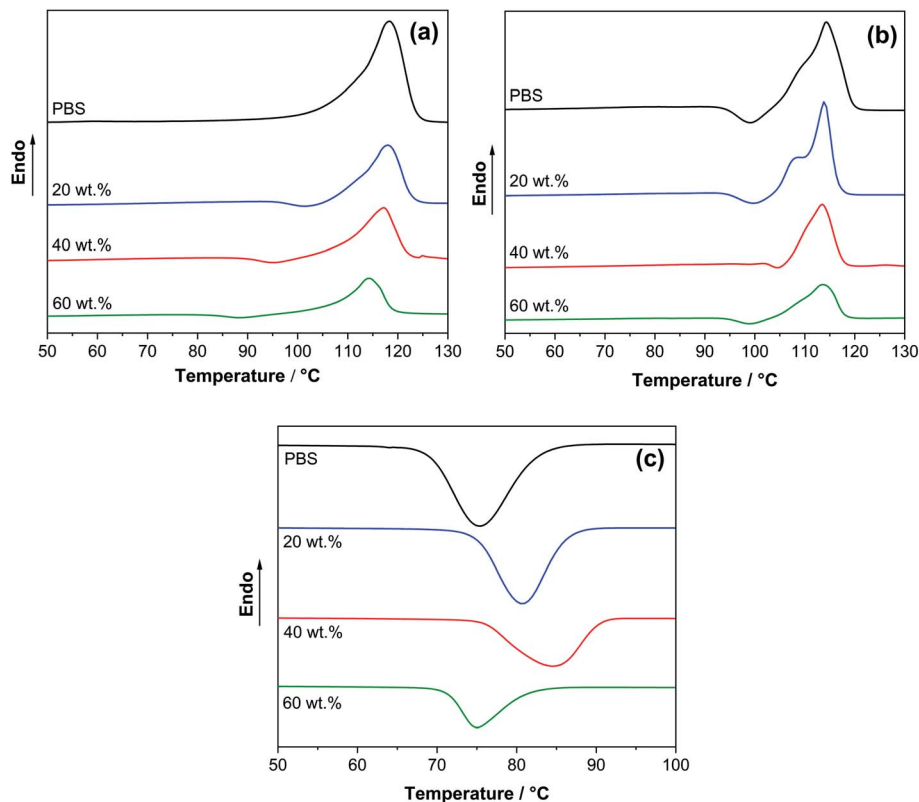 (a)
PBS
20 wt.%
40 wt.%
60 wt.%
Endo
50 60 70 80 90 100 110 120 130
Temperature / °C
(b)
PBS
20 wt.%
40 wt.%
60 wt.%
Endo
50 60 70 80 90 100 110 120 130
Temperature / °C
(c)
PBS
20 wt.%
40 wt.%
60 wt.%
Endo
50 60 70 80 90 100
Temperature / °C